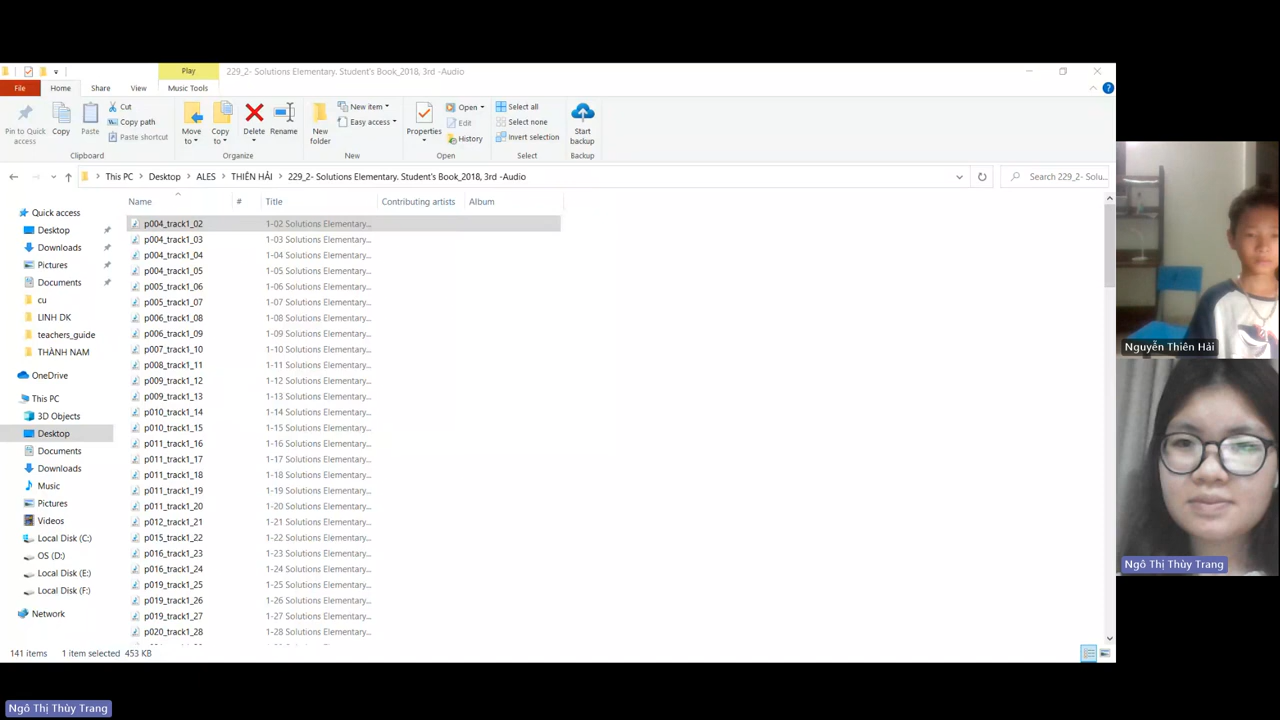 Play
229_2- Solutions Elementary. Student's Book_2018, 3rd -Audio
File Home Share View Music Tools
Pin to Quick access
Copy
Paste
Cut
Copy path
Paste shortcut
Clipboard
Move to
Copy to
Delete
Rename
Organize
New folder
New item
Easy access
New
Properties
Open
Edit
History
Open
Select all
Select none
Invert selection
Select
Start backup
Backup
This PC > Desktop > ALES > THIÊN HẢI > 229_2- Solutions Elementary. Student's Book_2018, 3rd -Audio
Search 229_2- Solu...
Quick access
Desktop
Downloads
Pictures
Documents
cu
LINH DK
teachers_guide
THÀNH NAM
OneDrive
This PC
3D Objects
Desktop
Documents
Downloads
Music
Pictures
Videos
Local Disk (C:)
OS (D:)
Local Disk (E:)
Local Disk (F:)
Network
Name # Title Contributing artists Album
p004_track1_02 1-02 Solutions Elementary...
p004_track1_03 1-03 Solutions Elementary...
p004_track1_04 1-04 Solutions Elementary...
p004_track1_05 1-05 Solutions Elementary...
p005_track1_06 1-06 Solutions Elementary...
p005_track1_07 1-07 Solutions Elementary...
p006_track1_08 1-08 Solutions Elementary...
p006_track1_09 1-09 Solutions Elementary...
p007_track1_10 1-10 Solutions Elementary...
p008_track1_11 1-11 Solutions Elementary...
p009_track1_12 1-12 Solutions Elementary...
p009_track1_13 1-13 Solutions Elementary...
p010_track1_14 1-14 Solutions Elementary...
p010_track1_15 1-15 Solutions Elementary...
p011_track1_16 1-16 Solutions Elementary...
p011_track1_17 1-17 Solutions Elementary...
p011_track1_18 1-18 Solutions Elementary...
p011_track1_19 1-19 Solutions Elementary...
p011_track1_20 1-20 Solutions Elementary...
p012_track1_21 1-21 Solutions Elementary...
p015_track1_22 1-22 Solutions Elementary...
p016_track1_23 1-23 Solutions Elementary...
p016_track1_24 1-24 Solutions Elementary...
p019_track1_25 1-25 Solutions Elementary...
p019_track1_26 1-26 Solutions Elementary...
p019_track1_27 1-27 Solutions Elementary...
p020_track1_28 1-28 Solutions Elementary...
141 items 1 item selected 453 KB
Nguyễn Thiên Hải
Ngô Thị Thùy Trang
Ngô Thị Thùy Trang